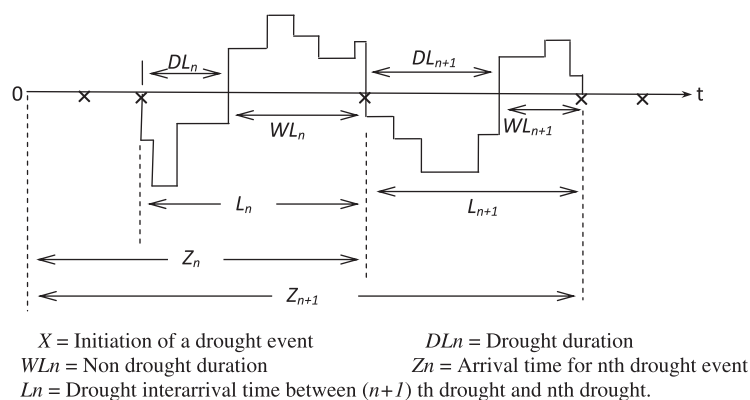 DLn DLn+1
0 t
WLn WLn+1
Ln Ln+1
Zn
Zn+1
X = Initiation of a drought event DLn = Drought duration
WLn = Non drought duration Zn = Arrival time for nth drought event
Ln = Drought interarrival time between (n+1) th drought and nth drought.